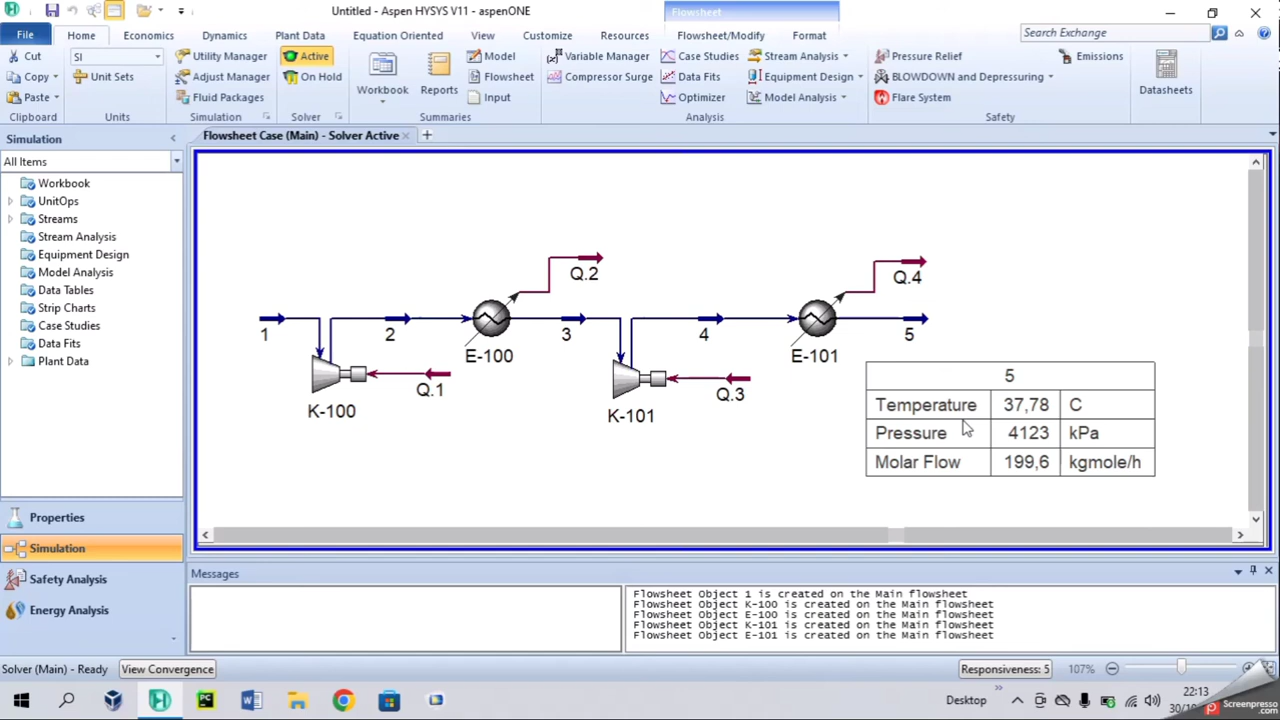 Untitled - Aspen HYSYS V11 - aspenONE
Flowsheet
File
Home
Economics
Dynamics
Plant Data
Equation Oriented
View
Customize
Resources
Flowsheet/Modify
Format
Search Exchange
Cut
SI
Utility Manager
Active
Model
Variable Manager
Case Studies
Stream Analysis
Pressure Relief
Emissions
Copy
Unit Sets
Adjust Manager
On Hold
Workbook
Reports
Flowsheet
Compressor Surge
Data Fits
Equipment Design
BLOWDOWN and Depressuring
Datasheets
Paste
Fluid Packages
Input
Optimizer
Model Analysis
Flare System
Clipboard
Units
Simulation
Solver
Summaries
Analysis
Safety
Simulation
Flowsheet Case (Main) - Solver Active
All Items
Workbook
UnitOps
Streams
Stream Analysis
Equipment Design
Model Analysis
Data Tables
Strip Charts
Case Studies
Data Fits
Plant Data
Properties
Simulation
Safety Analysis
Energy Analysis
Q.2
Q.4
1
2
3
4
5
E-100
E-101
Q.1
Q.3
K-100
K-101
5
Temperature 37,78 C
Pressure 4123 kPa
Molar Flow 199,6 kgmole/h
Messages
Flowsheet Object 1 is created on the Main flowsheet
Flowsheet Object K-100 is created on the Main flowsheet
Flowsheet Object E-100 is created on the Main flowsheet
Flowsheet Object K-101 is created on the Main flowsheet
Flowsheet Object E-101 is created on the Main flowsheet
Solver (Main) - Ready
View Convergence
Responsiveness: 5
107%
Desktop
22:13
30/
Screenpresso
.com